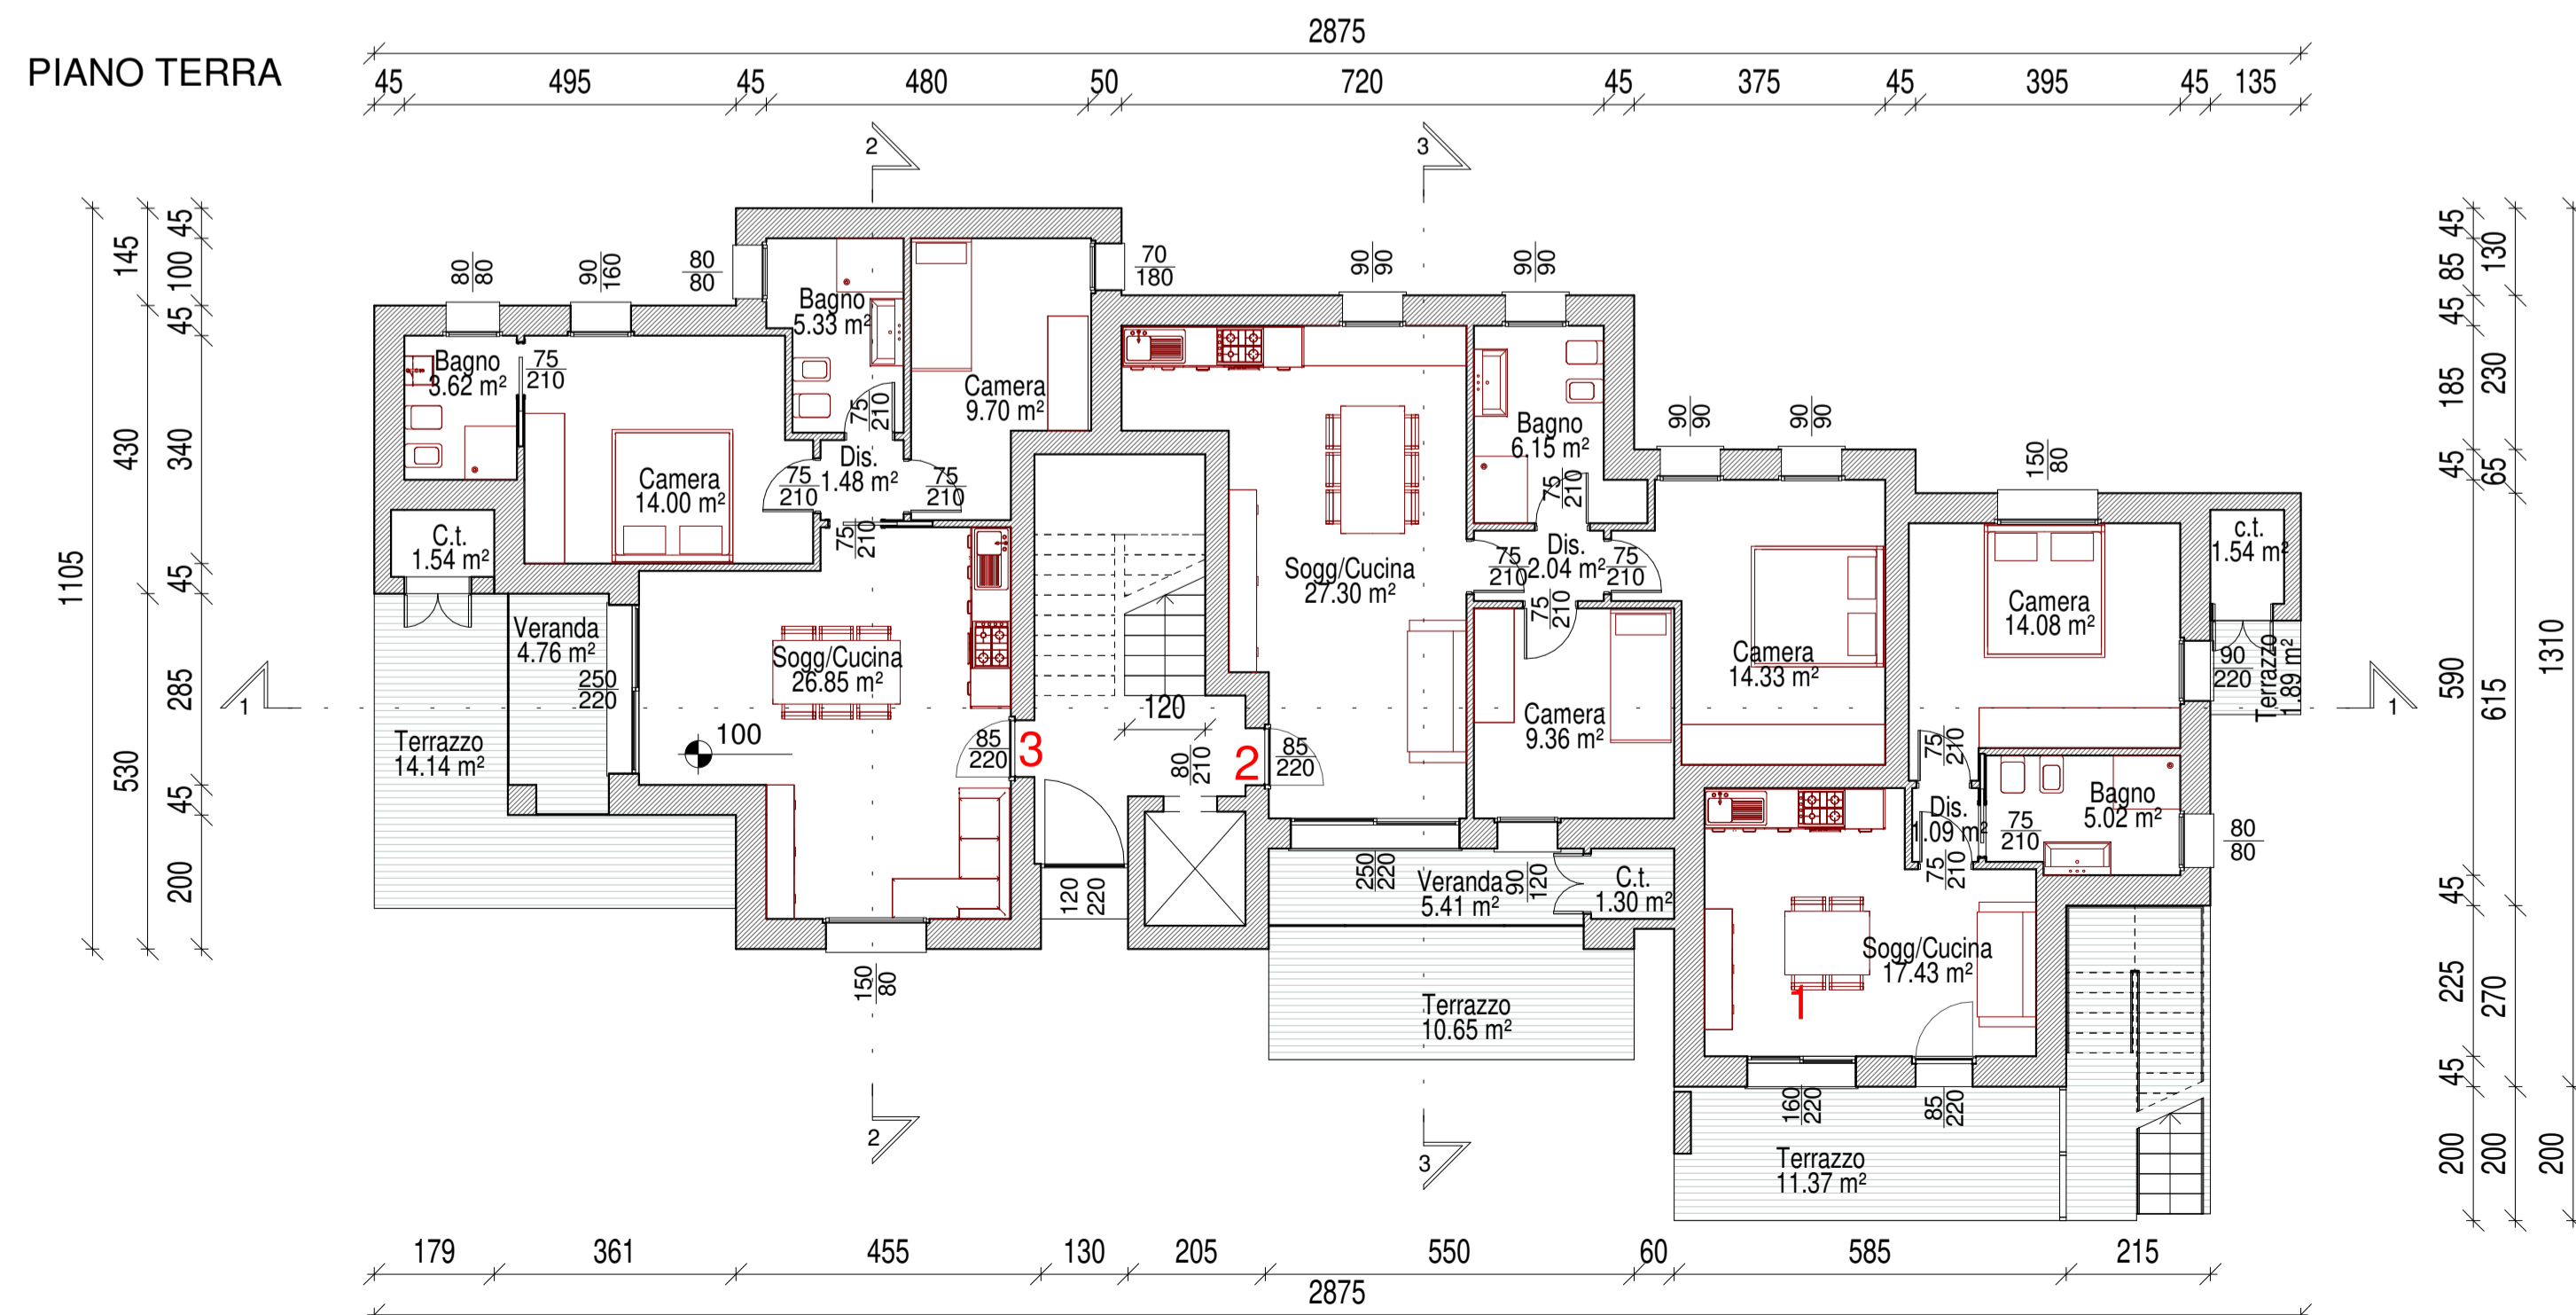 PIANO TERRA
2875
45 495 45 480 50 720 45 375 45 395 45 135
2 3
1105
145 430 530
45 100 45 340 45 285 45 200
45 85 45 185 45 590 45 225 45 200
130 230 65 615 270 200
1310 200
80
80
90
160
80
80
70
180
90
90
90
90
90
90
90
90
150
80
Bagno
3.62 m²
75
210
Bagno
5.33 m²
75
210
Camera
9.70 m²
Camera
14.00 m²
75
210
Dis.
1.48 m²
75
210
75
210
C.t.
1.54 m²
Veranda
4.76 m²
250
220
Terrazzo
14.14 m²
Sogg/Cucina
26.85 m²
100
85
220
3
120
80
210
2
85
220
120
220
150
80
Sogg/Cucina
27.30 m²
Bagno
6.15 m²
75
210
75
210
Dis.
2.04 m²
75
210
75
210
Camera
9.36 m²
Camera
14.33 m²
250
220
Veranda
5.41 m²
90
120
C.t.
1.30 m²
Terrazzo
10.65 m²
Camera
14.08 m²
c.t.
1.54 m²
90
220
Terrazzo
1.89 m²
75
210
Dis.
1.09 m²
75
210
75
210
Bagno
5.02 m²
80
80
Sogg/Cucina
17.43 m²
1
160
220
85
220
Terrazzo
11.37 m²
1 1
2 3
179 361 455 130 205 550 60 585 215
2875